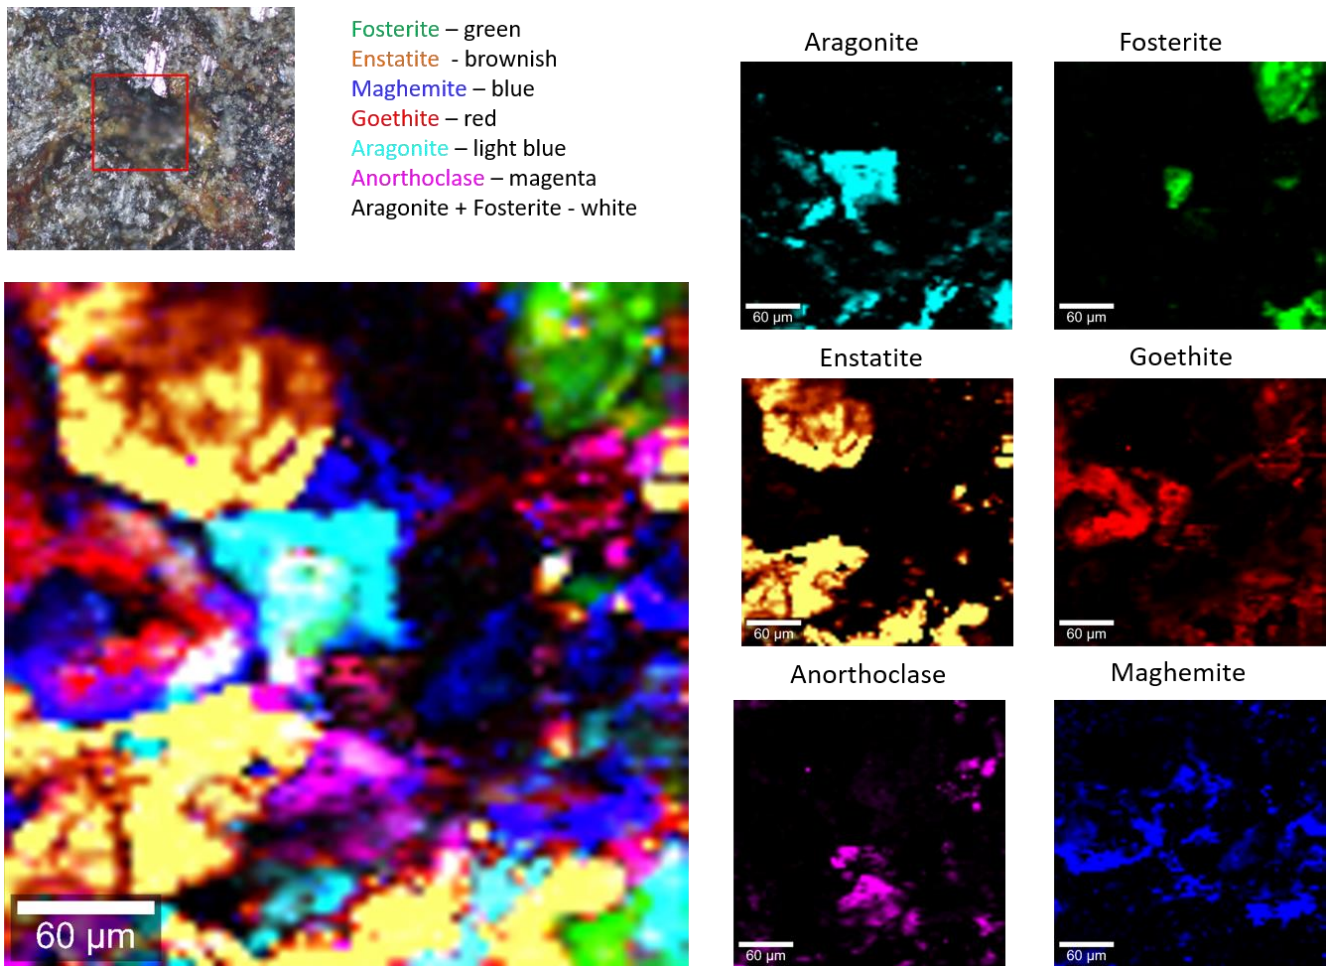 Fosterite – green
Enstatite - brownish
Maghemite – blue
Goethite – red
Aragonite – light blue
Anorthoclase – magenta
Aragonite + Fosterite - white
Aragonite
Fosterite
60 µm
60 µm
Enstatite
Goethite
60 µm
60 µm
Anorthoclase
Maghemite
60 µm
60 µm
60 µm